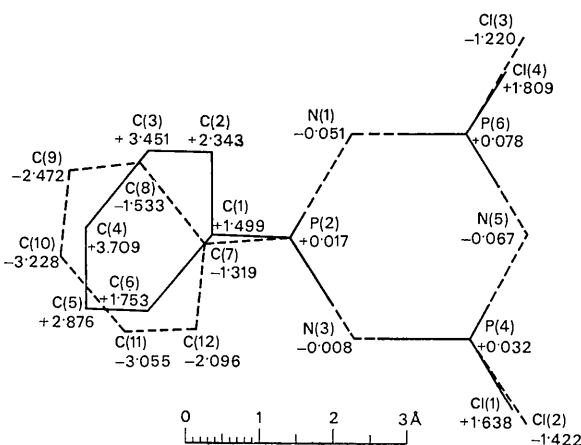 Cl(3)
−1·220
Cl(4)
+1·809
C(3)
+3·451
C(2)
+2·343
N(1)
−0·051
P(6)
+0·078
C(9)
−2·472
C(8)
−1·533
C(1)
+1·499
P(2)
+0·017
N(5)
−0·067
C(4)
+3·709
C(7)
−1·319
C(10)
−3·228
C(6)
+1·753
C(5)
+2·876
N(3)
−0·008
P(4)
+0·032
C(11)
−3·055
C(12)
−2·096
Cl(1)
+1·638
Cl(2)
−1·422
0 1 2 3 Å